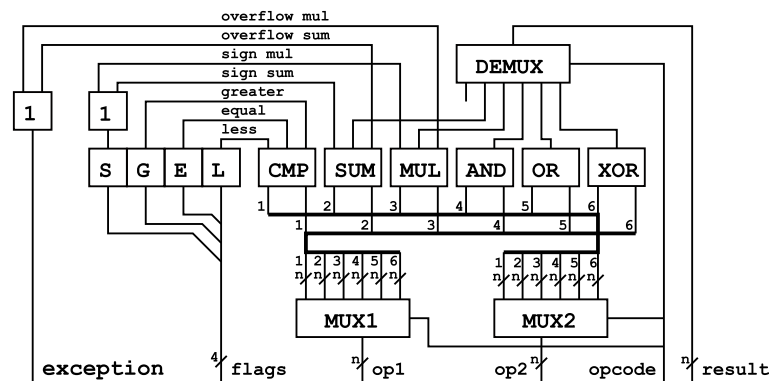 overflow mul
overflow sum
sign mul
sign sum
greater
equal
less
DEMUX
1 1
S G E L CMP SUM MUL AND OR XOR
1 2 3 4 5 6
1 2 3 4 5 6
1 2 3 4 5 6 1 2 3 4 5 6
n n n n n n n n n n n n
MUX1 MUX2
exception 4 flags n op1 n op2 opcode n result